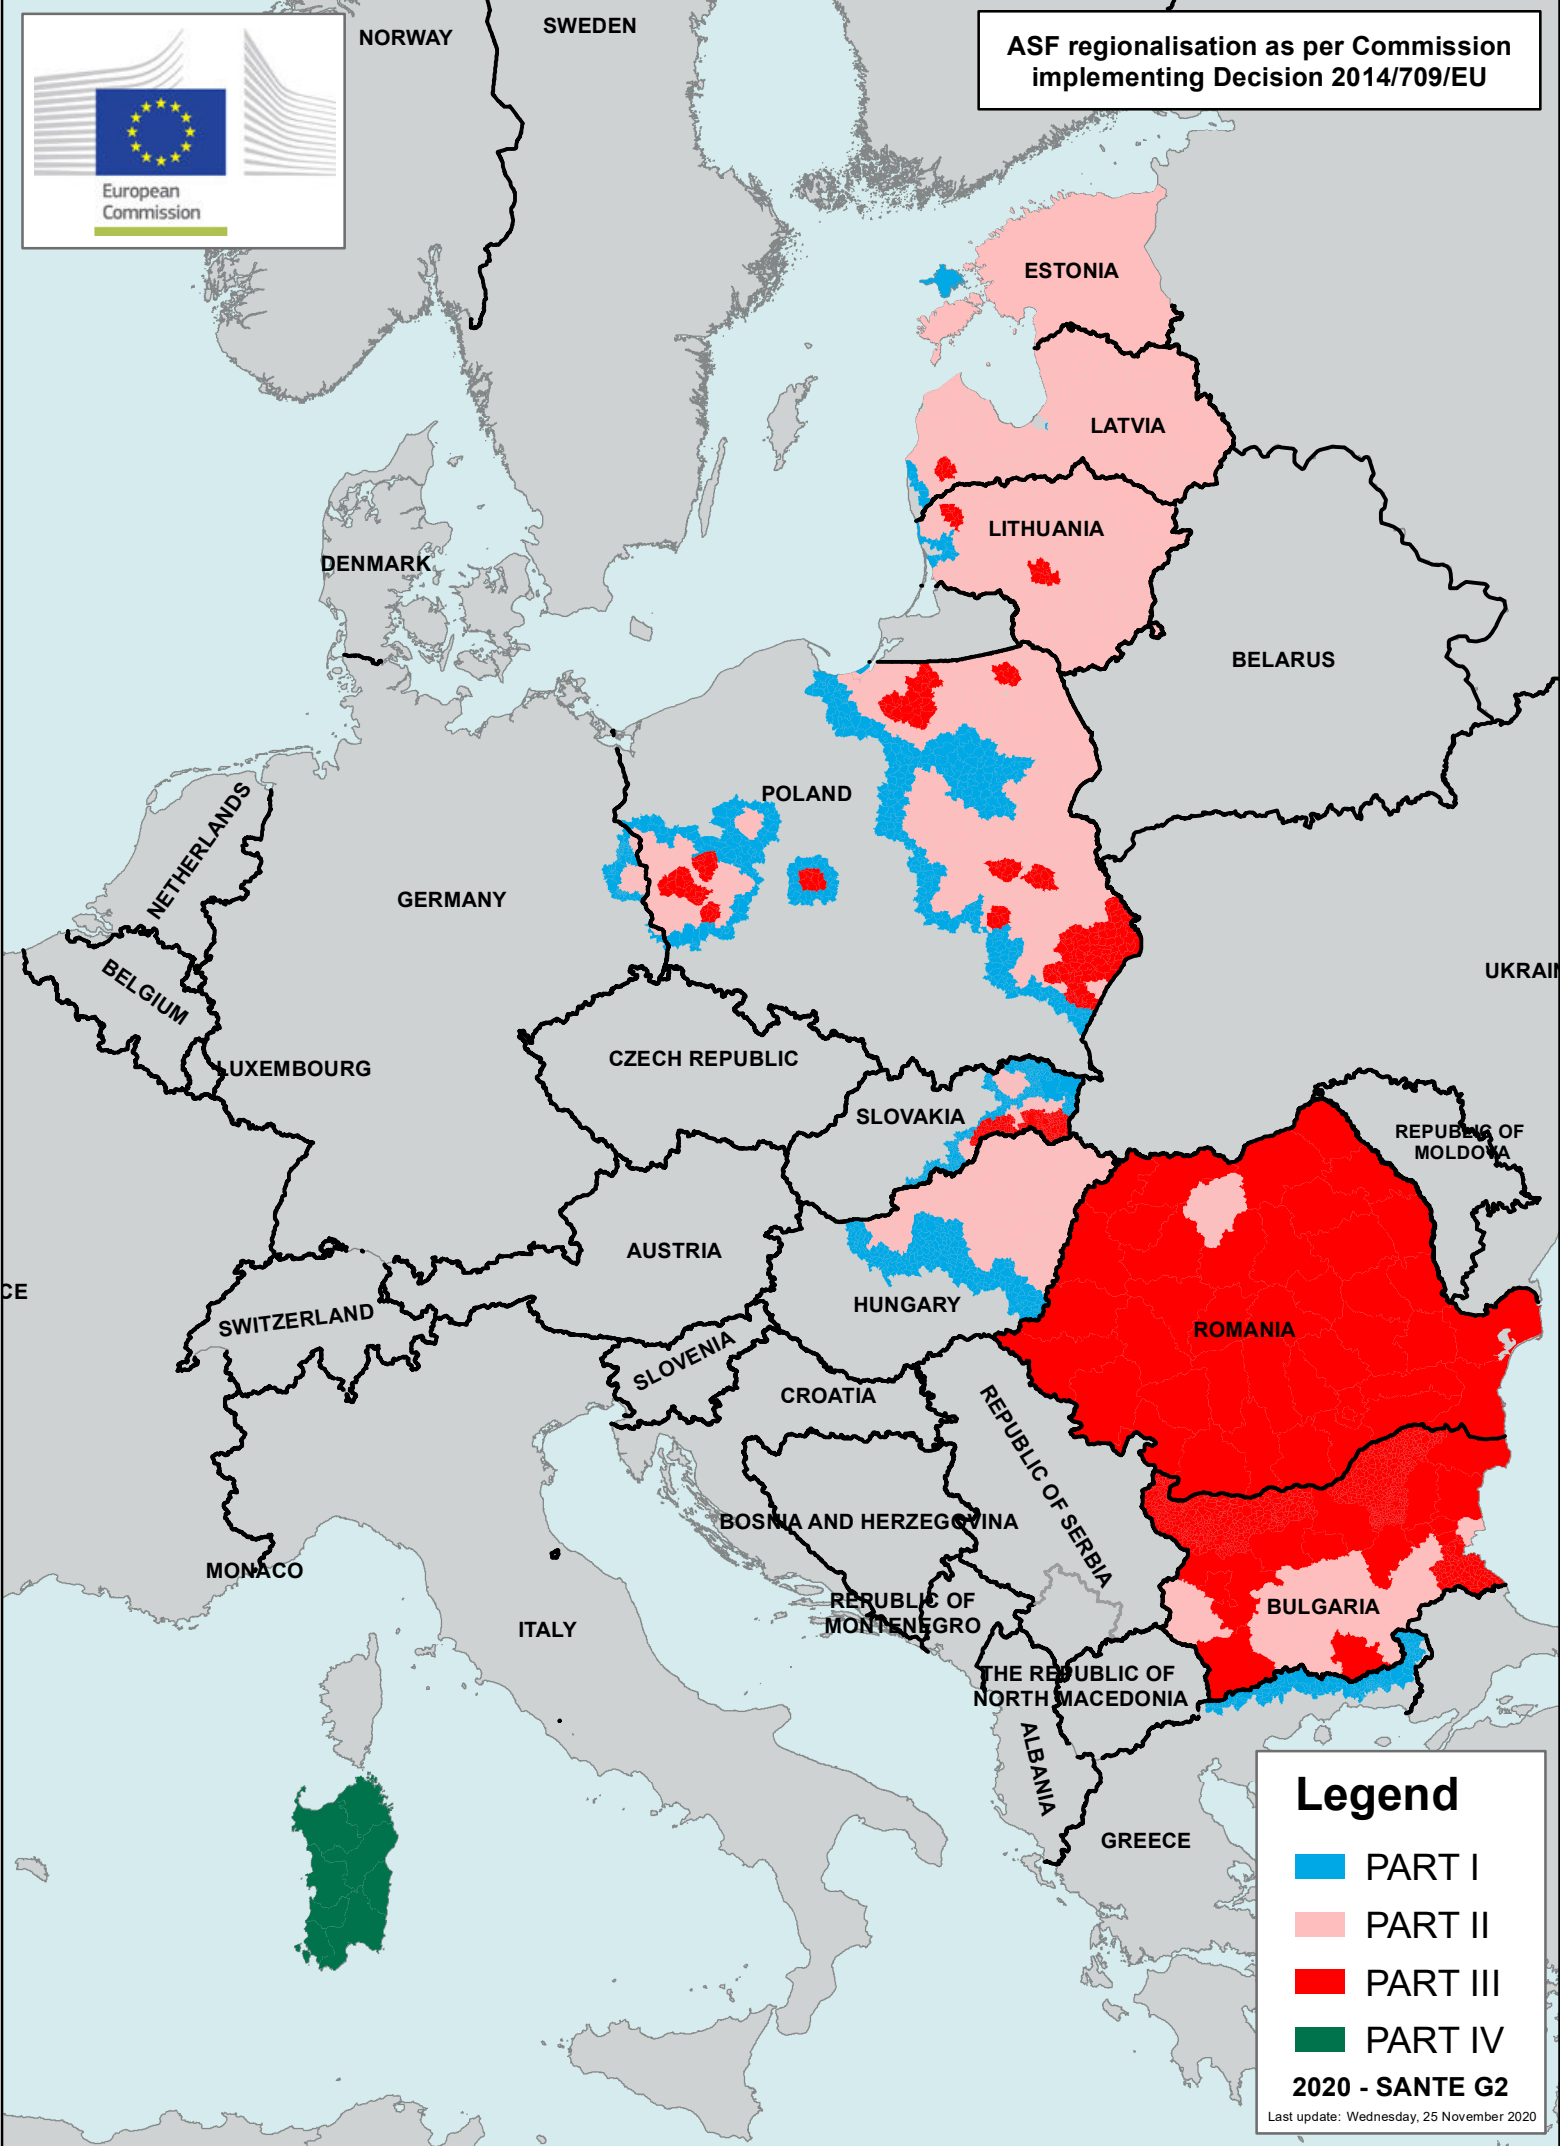 NORWAY
SWEDEN
ASF regionalisation as per Commission
implementing Decision 2014/709/EU
European
Commission
ESTONIA
LATVIA
LITHUANIA
DENMARK
BELARUS
POLAND
NETHERLANDS
GERMANY
BELGIUM
UKRAIN
LUXEMBOURG
CZECH REPUBLIC
SLOVAKIA
REPUBLIC OF
MOLDOVA
AUSTRIA
CE
HUNGARY
SWITZERLAND
ROMANIA
SLOVENIA
CROATIA
REPUBLIC OF SERBIA
BOSNIA AND HERZEGOVINA
MONACO
REPUBLIC OF
MONTENEGRO
BULGARIA
ITALY
THE REPUBLIC OF
NORTH MACEDONIA
ALBANIA
GREECE
Legend
PART I
PART II
PART III
PART IV
2020 - SANTE G2
Last update: Wednesday, 25 November 2020